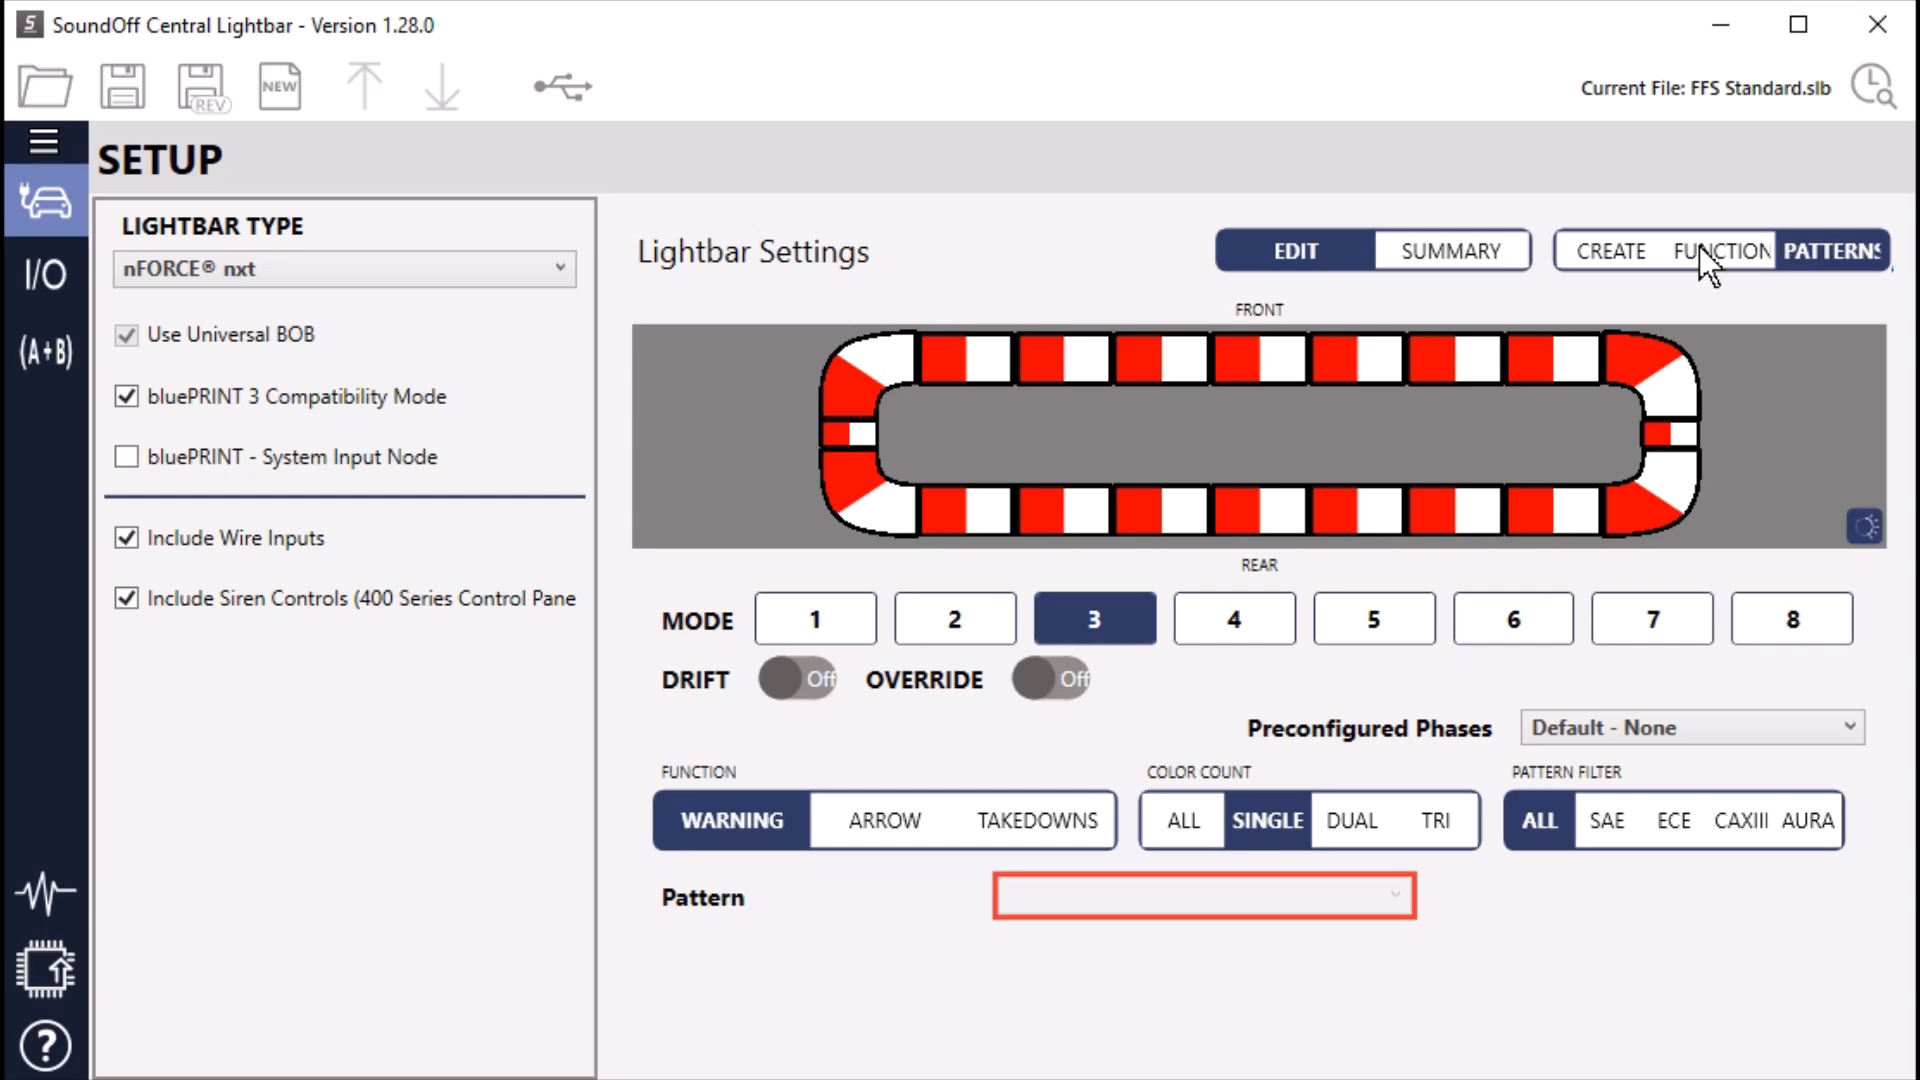 SoundOff Central Lightbar - Version 1.28.0
REV
NEW
Current File: FFS Standard.slb
SETUP
I/O
(A+B)
LIGHTBAR TYPE
nFORCE® nxt
Use Universal BOB
bluePRINT 3 Compatibility Mode
bluePRINT - System Input Node
Include Wire Inputs
Include Siren Controls (400 Series Control Pane
Lightbar Settings
EDIT SUMMARY CREATE FUNCTION PATTERNS
FRONT
REAR
MODE 1 2 3 4 5 6 7 8
DRIFT Off OVERRIDE Off
Preconfigured Phases Default - None
FUNCTION COLOR COUNT PATTERN FILTER
WARNING ARROW TAKEDOWNS ALL SINGLE DUAL TRI ALL SAE ECE CAXIII AURA
Pattern
?